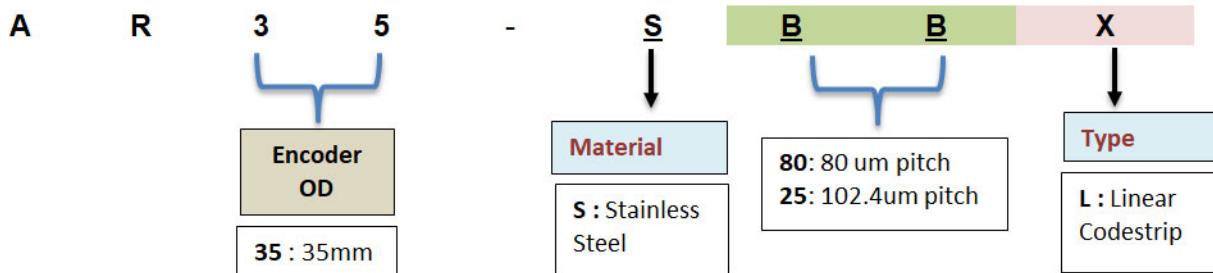 A R 3 5 - S B B X
Encoder
OD
35 : 35mm
Material
S : Stainless
Steel
80: 80 um pitch
25: 102.4um pitch
Type
L : Linear
Codestrip